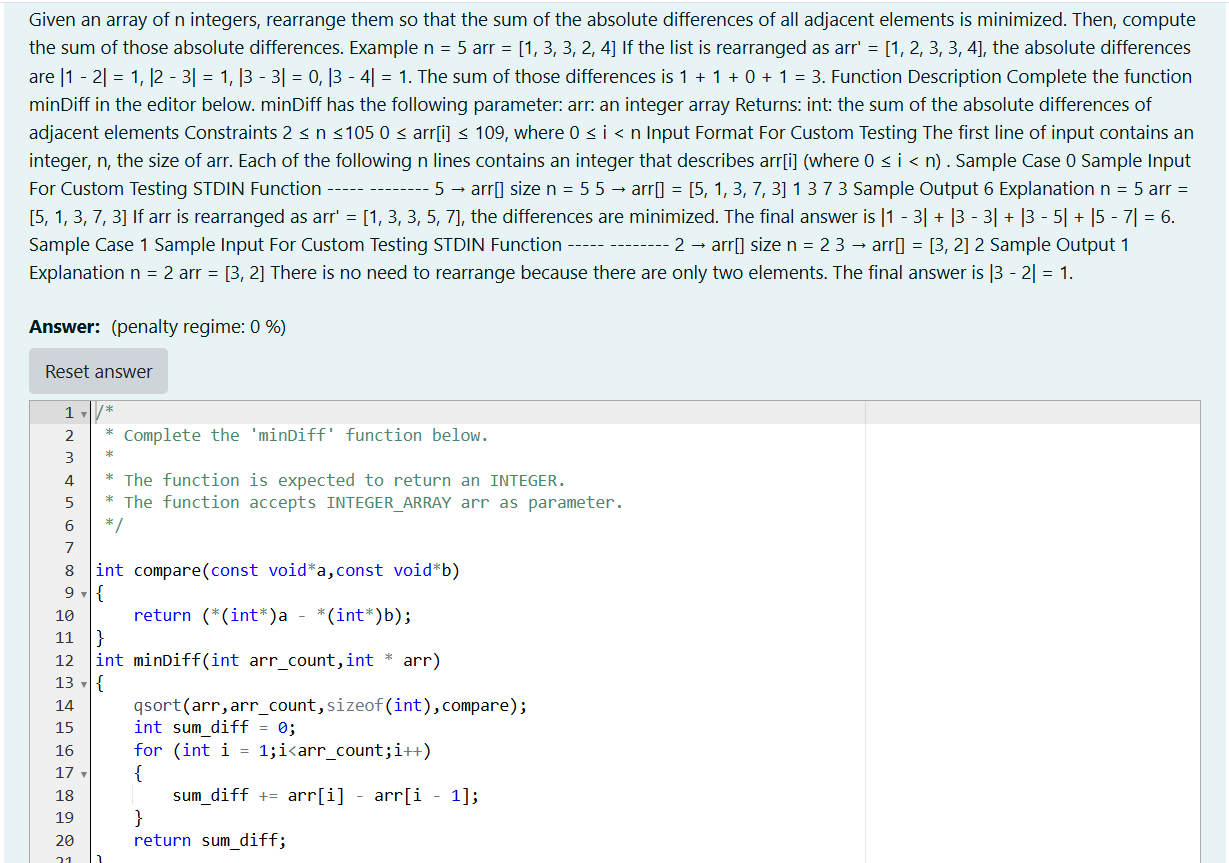 Given an array of n integers, rearrange them so that the sum of the absolute differences of all adjacent elements is minimized. Then, compute
the sum of those absolute differences. Example n = 5 arr = [1, 3, 3, 2, 4] If the list is rearranged as arr' = [1, 2, 3, 3, 4], the absolute differences
are |1 - 2| = 1, |2 - 3| = 1, |3 - 3| = 0, |3 - 4| = 1. The sum of those differences is 1 + 1 + 0 + 1 = 3. Function Description Complete the function
minDiff in the editor below. minDiff has the following parameter: arr: an integer array Returns: int: the sum of the absolute differences of
adjacent elements Constraints 2 ≤ n ≤105 0 ≤ arr[i] ≤ 109, where 0 ≤ i < n Input Format For Custom Testing The first line of input contains an
integer, n, the size of arr. Each of the following n lines contains an integer that describes arr[i] (where 0 ≤ i < n) . Sample Case 0 Sample Input
For Custom Testing STDIN Function ----- -------- 5 → arr[] size n = 5 5 → arr[] = [5, 1, 3, 7, 3] 1 3 7 3 Sample Output 6 Explanation n = 5 arr =
[5, 1, 3, 7, 3] If arr is rearranged as arr' = [1, 3, 3, 5, 7], the differences are minimized. The final answer is |1 - 3| + |3 - 3| + |3 - 5| + |5 - 7| = 6.
Sample Case 1 Sample Input For Custom Testing STDIN Function ----- -------- 2 → arr[] size n = 2 3 → arr[] = [3, 2] 2 Sample Output 1
Explanation n = 2 arr = [3, 2] There is no need to rearrange because there are only two elements. The final answer is |3 - 2| = 1.
Answer: (penalty regime: 0 %)
Reset answer
1 /*
2  * Complete the 'minDiff' function below.
3  *
4  * The function is expected to return an INTEGER.
5  * The function accepts INTEGER_ARRAY arr as parameter.
6  */
7
8 int compare(const void*a,const void*b)
9 {
10     return (*(int*)a - *(int*)b);
11 }
12 int minDiff(int arr_count,int * arr)
13 {
14     qsort(arr,arr_count,sizeof(int),compare);
15     int sum_diff = 0;
16     for (int i = 1;i<arr_count;i++)
17     {
18         sum_diff += arr[i] - arr[i - 1];
19     }
20     return sum_diff;
21 }